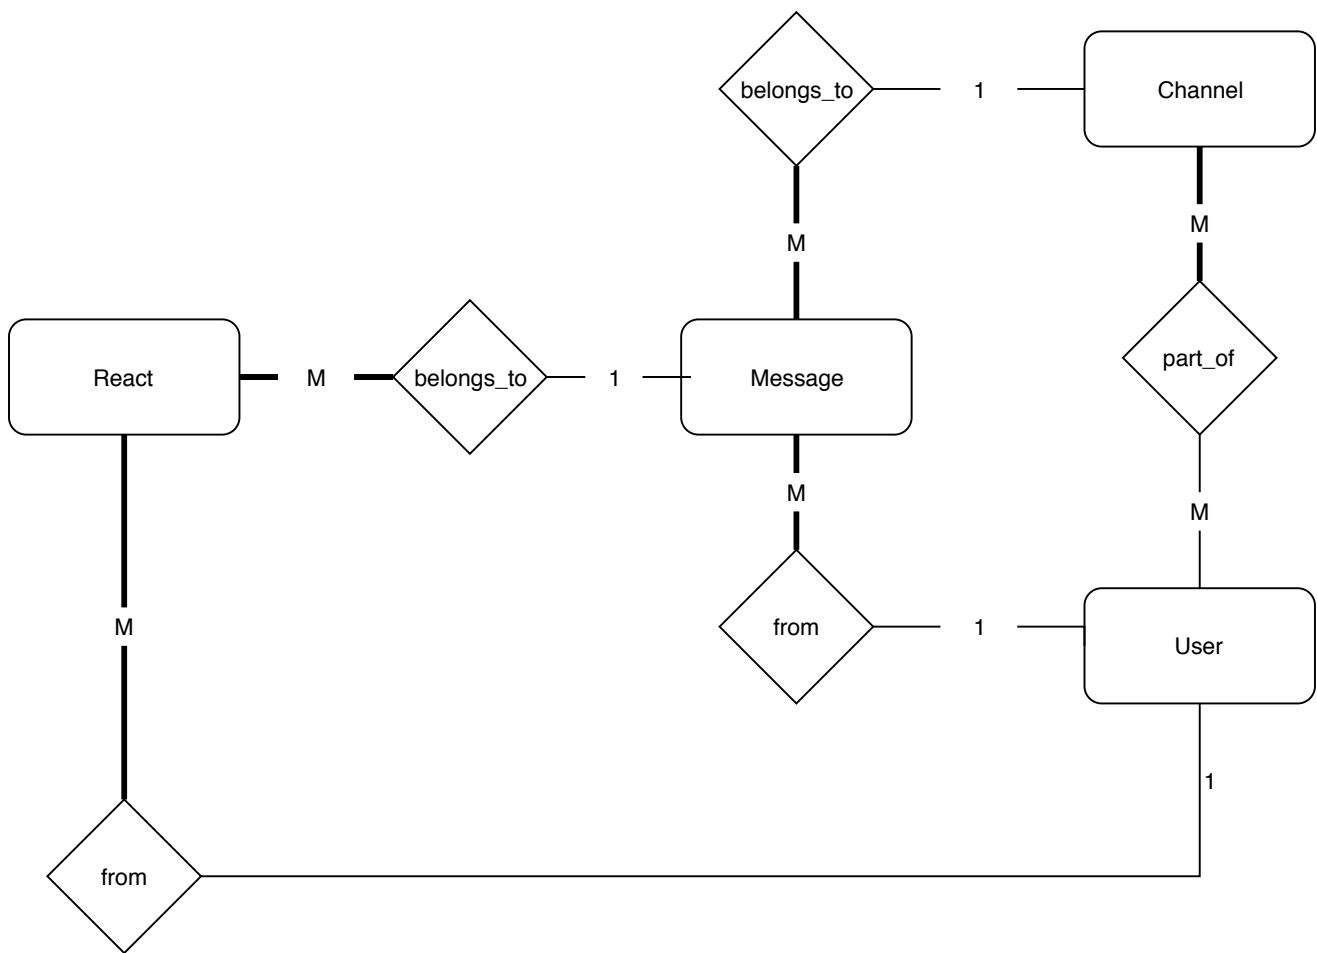 belongs_to
1
Channel
M
M
React
M
belongs_to
1
Message
part_of
M
M
M
from
1
User
1
from